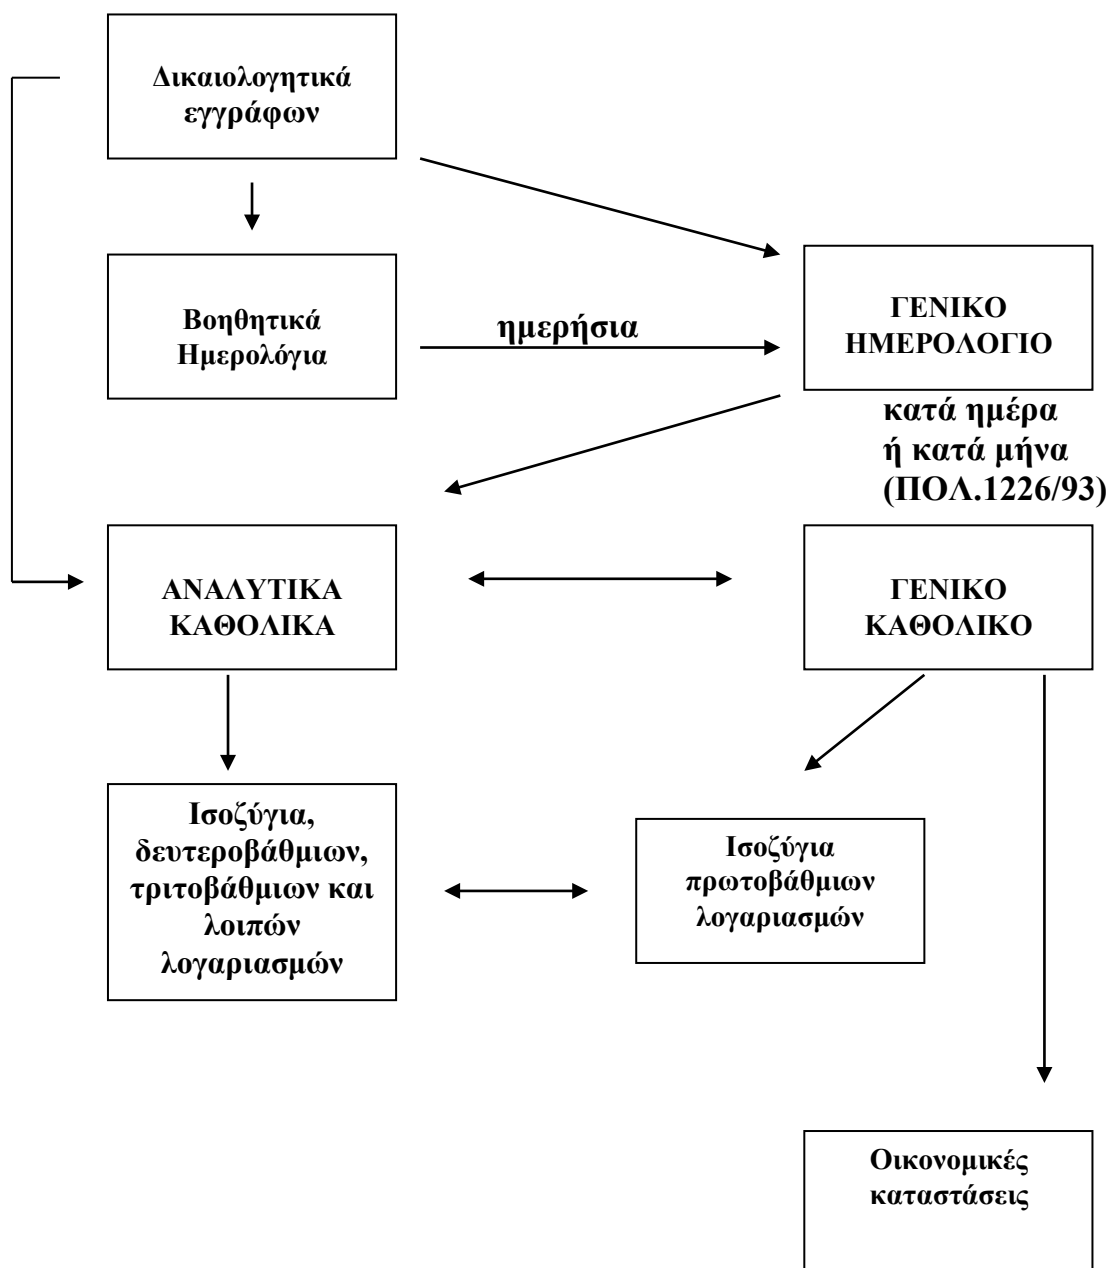 Δικαιολογητικά
εγγράφων
Βοηθητικά
Ημερολόγια
ημερήσια
ΓΕΝΙΚΟ
ΗΜΕΡΟΛΟΓΙΟ
κατά ημέρα
ή κατά μήνα
(ΠΟΛ.1226/93)
ΑΝΑΛΥΤΙΚΑ
ΚΑΘΟΛΙΚΑ
ΓΕΝΙΚΟ
ΚΑΘΟΛΙΚΟ
Ισοζύγια,
δευτεροβάθμιων,
τριτοβάθμιων και
λοιπών
λογαριασμών
Ισοζύγια
πρωτοβάθμιων
λογαριασμών
Οικονομικές
καταστάσεις